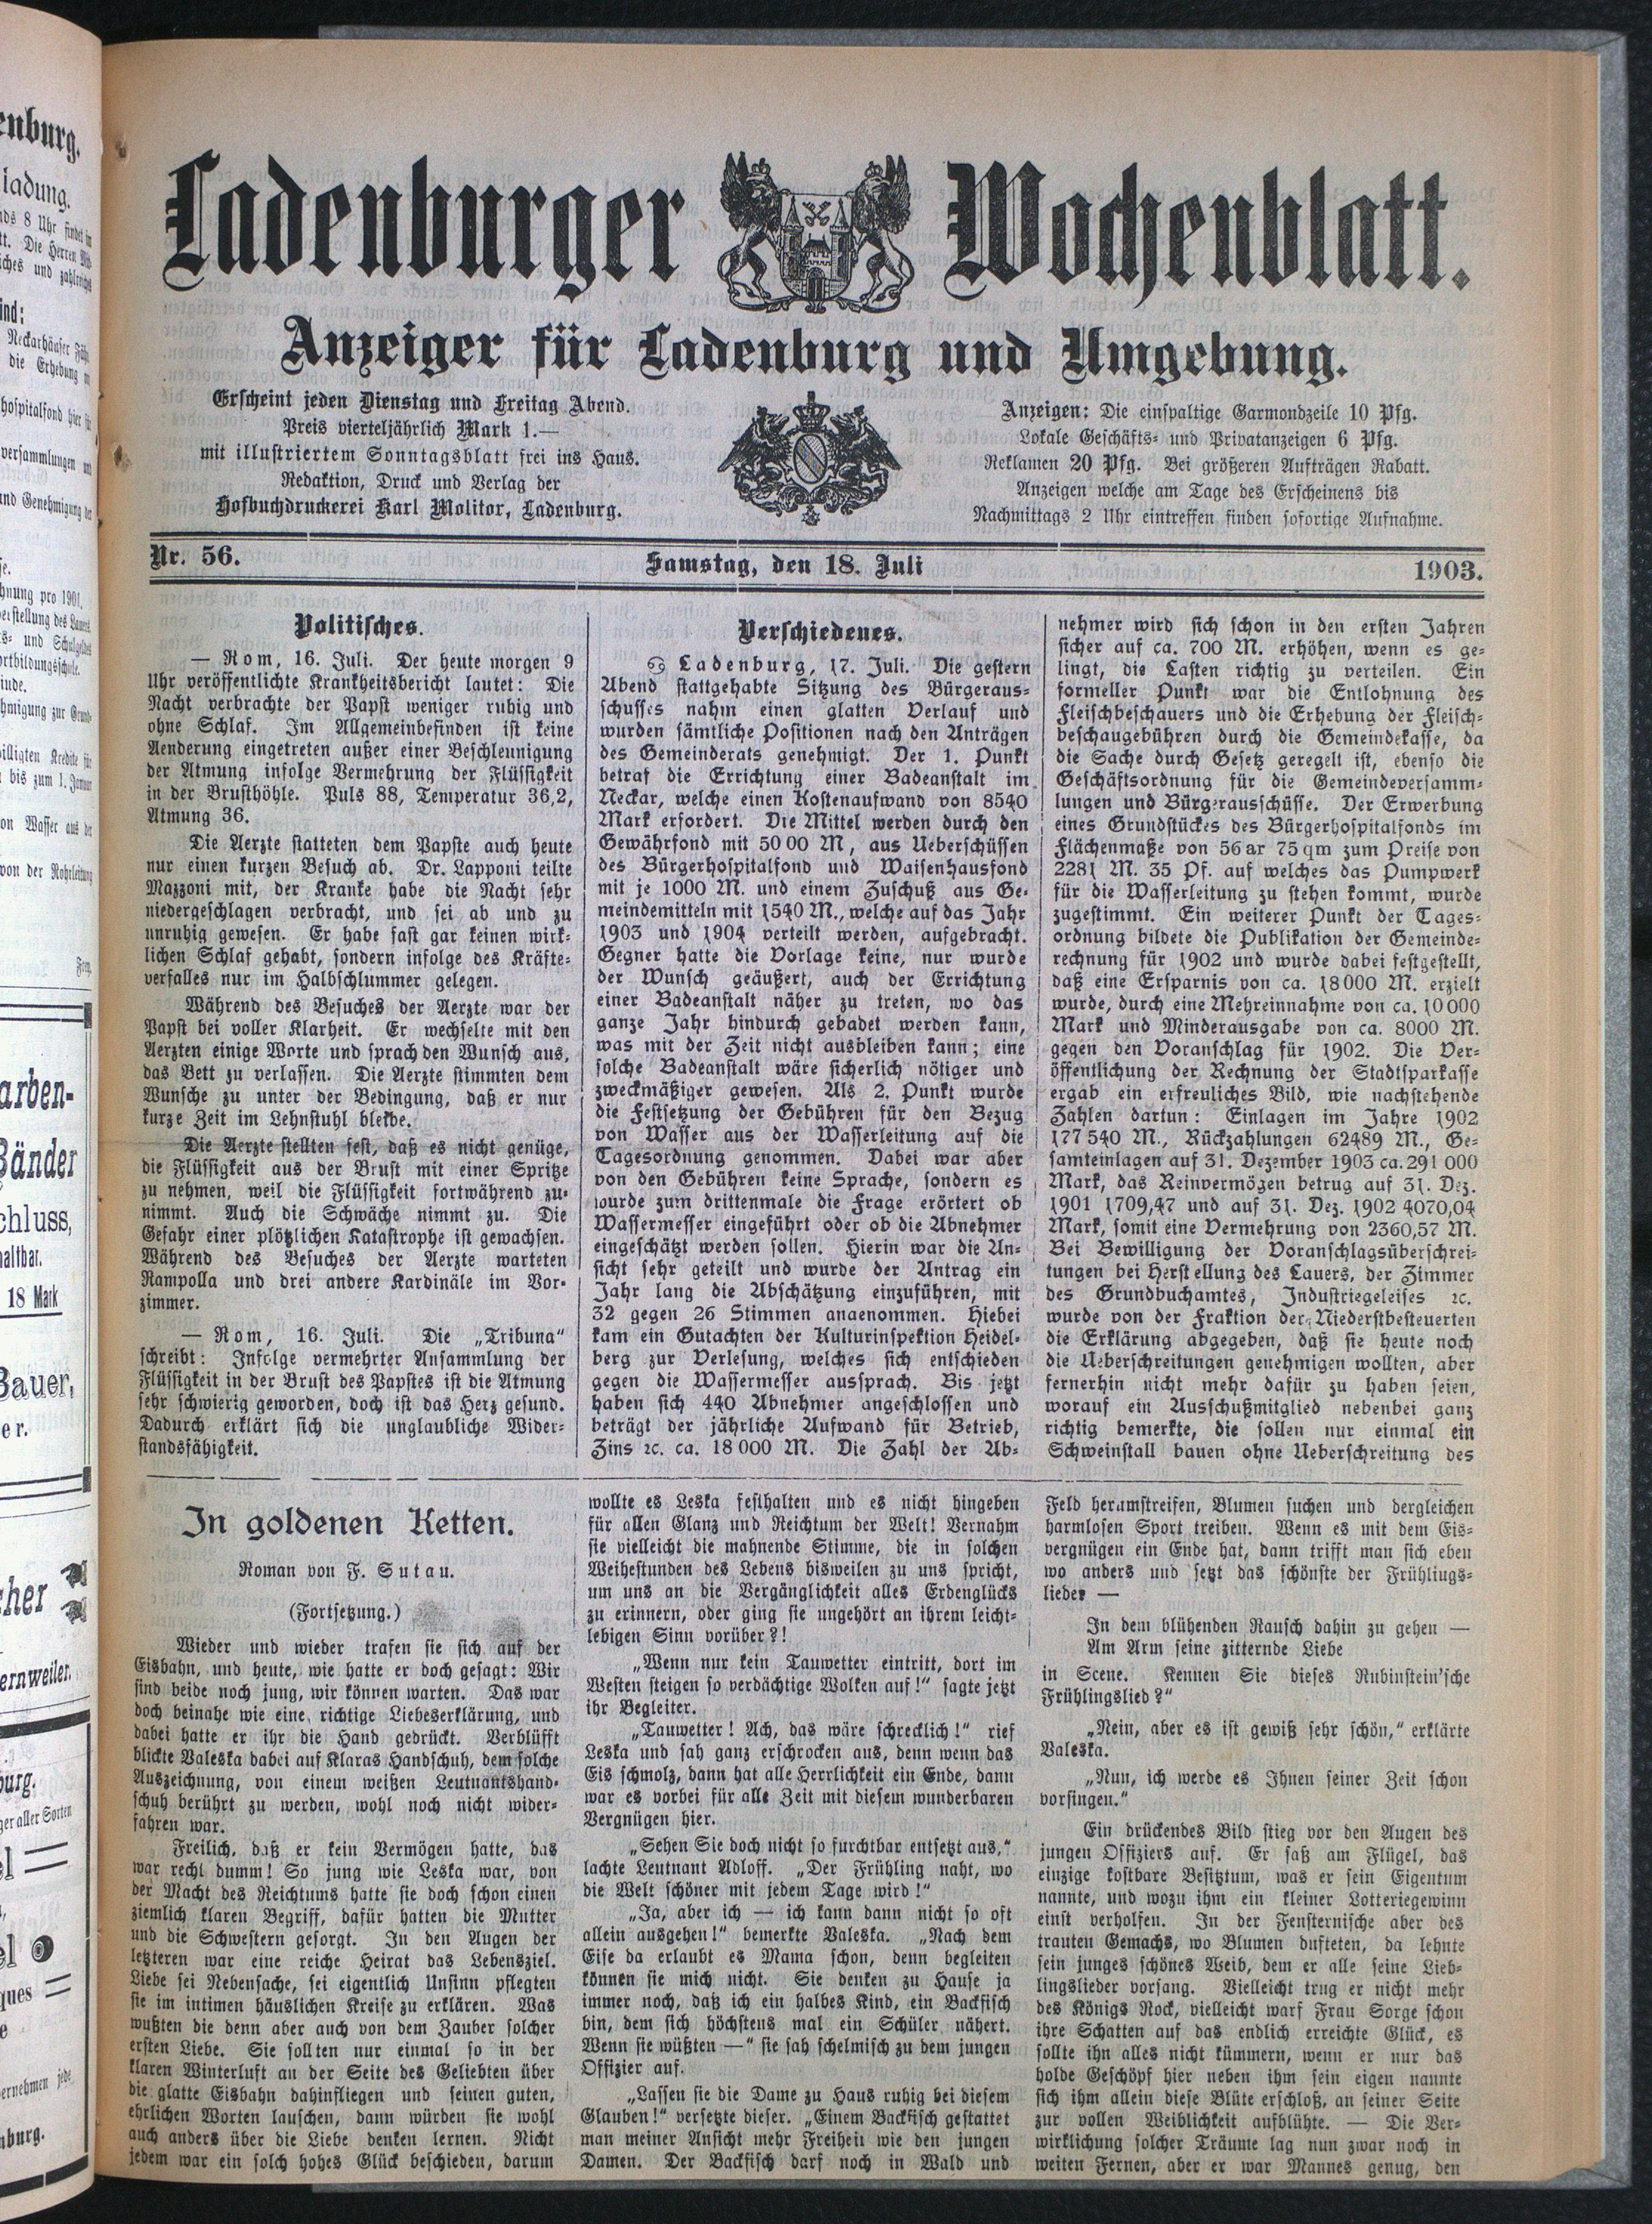 Ladenburger Wochenblatt.
Anzeiger für Ladenburg und Umgebung.
Erscheint jeden Dienstag und Freitag Abend.
Preis vierteljährlich Mark 1.—
mit illustriertem Sonntagsblatt frei ins Haus.
Redaktion, Druck und Verlag der
Hofbuchdruckerei Karl Molitor, Ladenburg.
Anzeigen: Die einspaltige Garmondzeile 10 Pfg.
Lokale Geschäfts- und Privatanzeigen 6 Pfg.
Reklamen 20 Pfg. Bei größeren Aufträgen Rabatt.
Anzeigen welche am Tage des Erscheinens bis
Nachmittags 2 Uhr eintreffen finden sofortige Aufnahme.
Nr. 56. Samstag, den 18. Juli 1903.
Politisches.
— Rom, 16. Juli. Der heute morgen 9
Uhr veröffentlichte Krankheitsbericht lautet: Die
Nacht verbrachte der Papst weniger ruhig und
ohne Schlaf. Im Allgemeinbefinden ist keine
Aenderung eingetreten außer einer Beschleunigung
der Atmung infolge Vermehrung der Flüssigkeit
in der Brusthöhle. Puls 88, Temperatur 36,2,
Atmung 36.
Die Aerzte statteten dem Papste auch heute
nur einen kurzen Besuch ab. Dr. Lapponi teilte
Mazzoni mit, der Kranke habe die Nacht sehr
niedergeschlagen verbracht, und sei ab und zu
unruhig gewesen. Er habe fast gar keinen wirk-
lichen Schlaf gehabt, sondern infolge des Kräfte-
verfalles nur im Halbschlummer gelegen.
Während des Besuches der Aerzte war der
Papst bei voller Klarheit. Er wechselte mit den
Aerzten einige Worte und sprach den Wunsch aus,
das Bett zu verlassen. Die Aerzte stimmten dem
Wunsche zu unter der Bedingung, daß er nur
kurze Zeit im Lehnstuhl bleibe.
Die Aerzte stellten fest, daß es nicht genüge,
die Flüssigkeit aus der Brust mit einer Spritze
zu nehmen, weil die Flüssigkeit fortwährend zu-
nimmt. Auch die Schwäche nimmt zu. Die
Gefahr einer plötzlichen Katastrophe ist gewachsen.
Während des Besuches der Aerzte warteten
Rampolla und drei andere Kardinäle im Vor-
zimmer.
— Rom, 16. Juli. Die „Tribuna"
schreibt: Infolge vermehrter Ansammlung der
Flüssigkeit in der Brust des Papstes ist die Atmung
sehr schwierig geworden, doch ist das Herz gesund.
Dadurch erklärt sich die unglaubliche Wider-
standsfähigkeit.
Verschiedenes.
Ladenburg, 17. Juli. Die gestern
Abend stattgehabte Sitzung des Bürgeraus-
schusses nahm einen glatten Verlauf und
wurden sämtliche Positionen nach den Anträgen
des Gemeinderats genehmigt. Der 1. Punkt
betraf die Errichtung einer Badeanstalt im
Neckar, welche einen Kostenaufwand von 8540
Mark erfordert. Die Mittel werden durch den
Gewährfond mit 50 00 M, aus Ueberschüssen
des Bürgerhospitalfond und Waisenhausfond
mit je 1000 M. und einem Zuschuß aus Ge-
meindemitteln mit 1540 M., welche auf das Jahr
1903 und 1904 verteilt werden, aufgebracht.
Gegner hatte die Vorlage keine, nur wurde
der Wunsch geäußert, auch der Errichtung
einer Badeanstalt näher zu treten, wo das
ganze Jahr hindurch gebadet werden kann,
was mit der Zeit nicht ausbleiben kann; eine
solche Badeanstalt wäre sicherlich nötiger und
zweckmäßiger gewesen. Als 2. Punkt wurde
die Festsetzung der Gebühren für den Bezug
von Wasser aus der Wasserleitung auf die
Tagesordnung genommen. Dabei war aber
von den Gebühren keine Sprache, sondern es
wurde zum drittenmale die Frage erörtert ob
Wassermesser eingeführt oder ob die Abnehmer
eingeschätzt werden sollen. Hierin war die An-
sicht sehr geteilt und wurde der Antrag ein
Jahr lang die Abschätzung einzuführen, mit
32 gegen 26 Stimmen angenommen. Hiebei
kam ein Gutachten der Kulturinspektion Heidel-
berg zur Verlesung, welches sich entschieden
gegen die Wassermesser aussprach. Bis jetzt
haben sich 440 Abnehmer angeschlossen und
beträgt der jährliche Aufwand für Betrieb,
Zins ꝛc. ca. 18 000 M. Die Zahl der Ab-
nehmer wird sich schon in den ersten Jahren
sicher auf ca. 700 M. erhöhen, wenn es ge-
lingt, die Lasten richtig zu verteilen. Ein
formeller Punkt war die Entlohnung des
Fleischbeschauers und die Erhebung der Fleisch-
beschaugebühren durch die Gemeindekasse, da
die Sache durch Gesetz geregelt ist, ebenso die
Geschäftsordnung für die Gemeindeversamm-
lungen und Bürgerausschüsse. Der Erwerbung
eines Grundstückes des Bürgerhospitalfonds im
Flächenmaße von 56 ar 75 qm zum Preise von
2281 M. 35 Pf. auf welches das Pumpwerk
für die Wasserleitung zu stehen kommt, wurde
zugestimmt. Ein weiterer Punkt der Tages-
ordnung bildete die Publikation der Gemeinde-
rechnung für 1902 und wurde dabei festgestellt,
daß eine Ersparnis von ca. 18 000 M. erzielt
wurde, durch eine Mehreinnahme von ca. 10 000
Mark und Minderausgabe von ca. 8000 M.
gegen den Voranschlag für 1902. Die Ver-
öffentlichung der Rechnung der Stadtsparkasse
ergab ein erfreuliches Bild, wie nachstehende
Zahlen dartun: Einlagen im Jahre 1902
177 540 M., Rückzahlungen 62489 M., Ge-
samteinlagen auf 31. Dezember 1903 ca. 291 000
Mark, das Reinvermögen betrug auf 31. Dez.
1901 1709,47 und auf 31. Dez. 1902 4070,04
Mark, somit eine Vermehrung von 2360,57 M.
Bei Bewilligung der Voranschlagsüberschrei-
tungen bei Herstellung des Lauers, der Zimmer
des Grundbuchamtes, Industriegeleises ꝛc.
wurde von der Fraktion der Niederstbesteuerten
die Erklärung abgegeben, daß sie heute noch
die Ueberschreitungen genehmigen wollten, aber
fernerhin nicht mehr dafür zu haben seien,
worauf ein Ausschußmitglied nebenbei ganz
richtig bemerkte, die sollen nur einmal ein
Schweinstall bauen ohne Ueberschreitung des
In goldenen Ketten.
Roman von F. Sutau.
(Fortsetzung.)
Wieder und wieder trafen sie sich auf der
Eisbahn, und heute, wie hatte er doch gesagt: Wir
sind beide noch jung, wir können warten. Das war
doch beinahe wie eine richtige Liebeserklärung, und
dabei hatte er ihr die Hand gedrückt. Verblüfft
blickte Valeska dabei auf Klaras Handschuh, dem solche
Auszeichnung, von einem weißen Leutnantshand-
schuh berührt zu werden, wohl noch nicht wider-
fahren war.
Freilich, daß er kein Vermögen hatte, das
war recht dumm! So jung wie Leska war, von
der Macht des Reichtums hatte sie doch schon einen
ziemlich klaren Begriff, dafür hatten die Mutter
und die Schwestern gesorgt. In den Augen der
letzteren war eine reiche Heirat das Lebensziel.
Liebe sei Nebensache, sei eigentlich Unsinn pflegten
sie im intimen häuslichen Kreise zu erklären. Was
wußten die denn aber auch von dem Zauber solcher
ersten Liebe. Sie sollten nur einmal so in der
klaren Winterluft an der Seite des Geliebten über
die glatte Eisbahn dahinfliegen und seinen guten,
ehrlichen Worten lauschen, dann würden sie wohl
auch anders über die Liebe denken lernen. Nicht
jedem war ein solch hohes Glück beschieden, darum
wollte es Leska festhalten und es nicht hingeben
für allen Glanz und Reichtum der Welt! Vernahm
sie vielleicht die mahnende Stimme, die in solchen
Weihestunden des Lebens bisweilen zu uns spricht,
um uns an die Vergänglichkeit alles Erdenglücks
zu erinnern, oder ging sie ungehört an ihrem leicht-
lebigen Sinn vorüber?!
„Wenn nur kein Tauwetter eintritt, dort im
Westen steigen so verdächtige Wolken auf!" sagte jetzt
ihr Begleiter.
„Tauwetter! Ach, das wäre schrecklich!" rief
Leska und sah ganz erschrocken aus, denn wenn das
Eis schmolz, dann hat alle Herrlichkeit ein Ende, dann
war es vorbei für alle Zeit mit diesem wunderbaren
Vergnügen hier.
„Sehen Sie doch nicht so furchtbar entsetzt aus,"
lachte Leutnant Adloff. „Der Frühling naht, wo
die Welt schöner mit jedem Tage wird!"
„Ja, aber ich — ich kann dann nicht so oft
allein ausgehen!" bemerkte Valeska. „Nach dem
Eise da erlaubt es Mama schon, denn begleiten
können sie mich nicht. Sie denken zu Hause ja
immer noch, daß ich ein halbes Kind, ein Backfisch
bin, dem sich höchstens mal ein Schüler nähert.
Wenn sie wüßten —" sie sah schelmisch zu dem jungen
Offizier auf.
„Lassen sie die Dame zu Haus ruhig bei diesem
Glauben!" versetzte dieser. „Einem Backfisch gestattet
man meiner Ansicht mehr Freiheit wie den jungen
Damen. Der Backfisch darf noch in Wald und
Feld herumstreifen, Blumen suchen und dergleichen
harmlosen Sport treiben. Wenn es mit dem Eis-
vergnügen ein Ende hat, dann trifft man sich eben
wo anders und setzt das schönste der Frühlings-
lieder —
In dem blühenden Rausch dahin zu gehen —
Am Arm seine zitternde Liebe
in Scene. Kennen Sie dieses Rubinstein'sche
Frühlingslied?"
„Nein, aber es ist gewiß sehr schön," erklärte
Valeska.
„Nun, ich werde es Ihnen seiner Zeit schon
vorsingen."
Ein drückendes Bild stieg vor den Augen des
jungen Offiziers auf. Er saß am Flügel, das
einzige kostbare Besitztum, was er sein Eigentum
nannte, und wozu ihm ein kleiner Lotteriegewinn
einst verholfen. In der Fensternische aber des
trauten Gemachs, wo Blumen dufteten, da lehnte
sein junges schönes Weib, dem er alle seine Lieb-
lingslieder vorsang. Vielleicht trug er nicht mehr
des Königs Rock, vielleicht warf Frau Sorge schon
ihre Schatten auf das endlich erreichte Glück, es
sollte ihn alles nicht kümmern, wenn er nur das
holde Geschöpf hier neben ihm sein eigen nannte
sich ihm allein diese Blüte erschloß, an seiner Seite
zur vollen Weiblichkeit aufblühte. — Die Ver-
wirklichung solcher Träume lag nun zwar noch in
weiten Fernen, aber er war Mannes genug, den